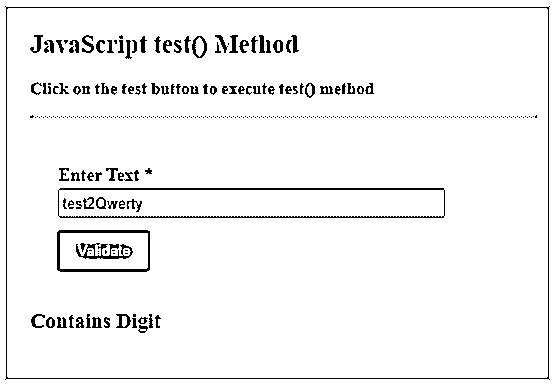 JavaScript test() Method
Click on the test button to execute test() method
Enter Text *
test2Qwerty
Validate
Contains Digit